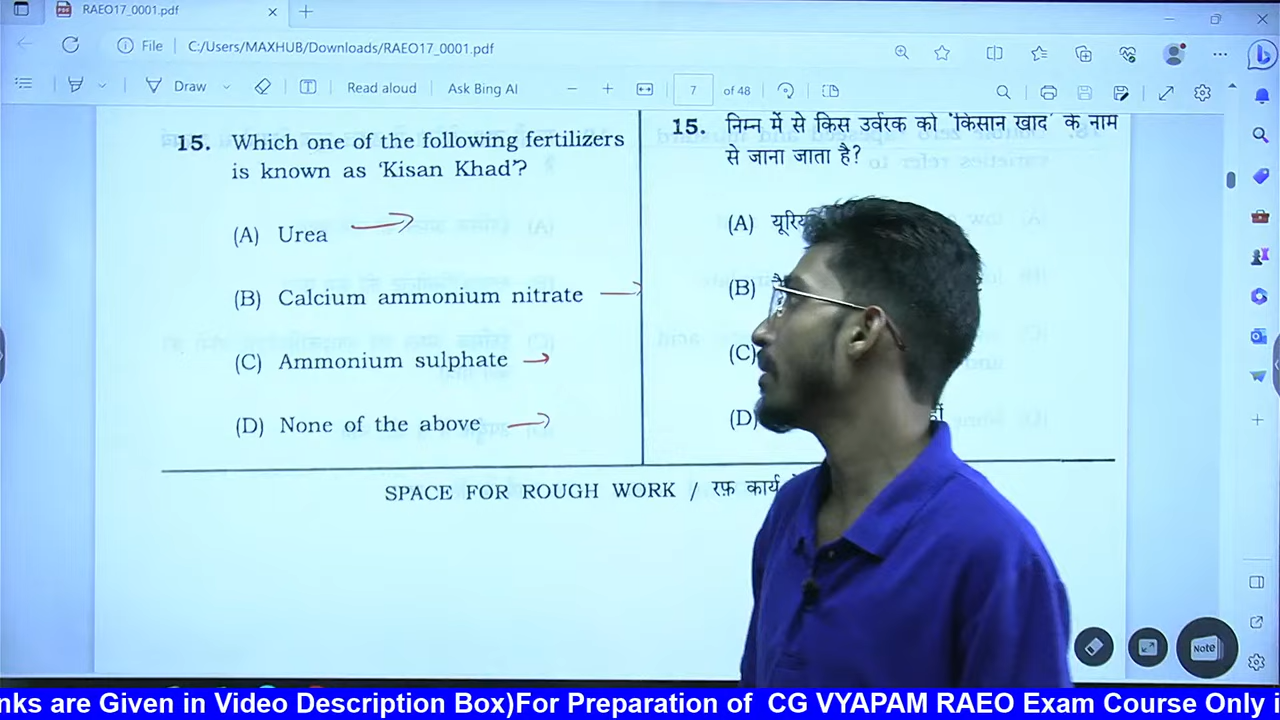 RAEO17_0001.pdf
File
C:/Users/MAXHUB/Downloads/RAEO17_0001.pdf
Draw
Read aloud
Ask Bing AI
7
of 48
15. Which one of the following fertilizers
is known as ‘Kisan Khad’?
(A) Urea
(B) Calcium ammonium nitrate
(C) Ammonium sulphate
(D) None of the above
15. निम्न में से किस उर्वरक को ‘किसान खाद’ के नाम
से जाना जाता है?
(A)
(B)
(C)
(D)
SPACE FOR ROUGH WORK / रफ़ कार्य
Note
are Given in Video Description Box)For Preparation of CG VYAPAM RAEO Exam Course Only